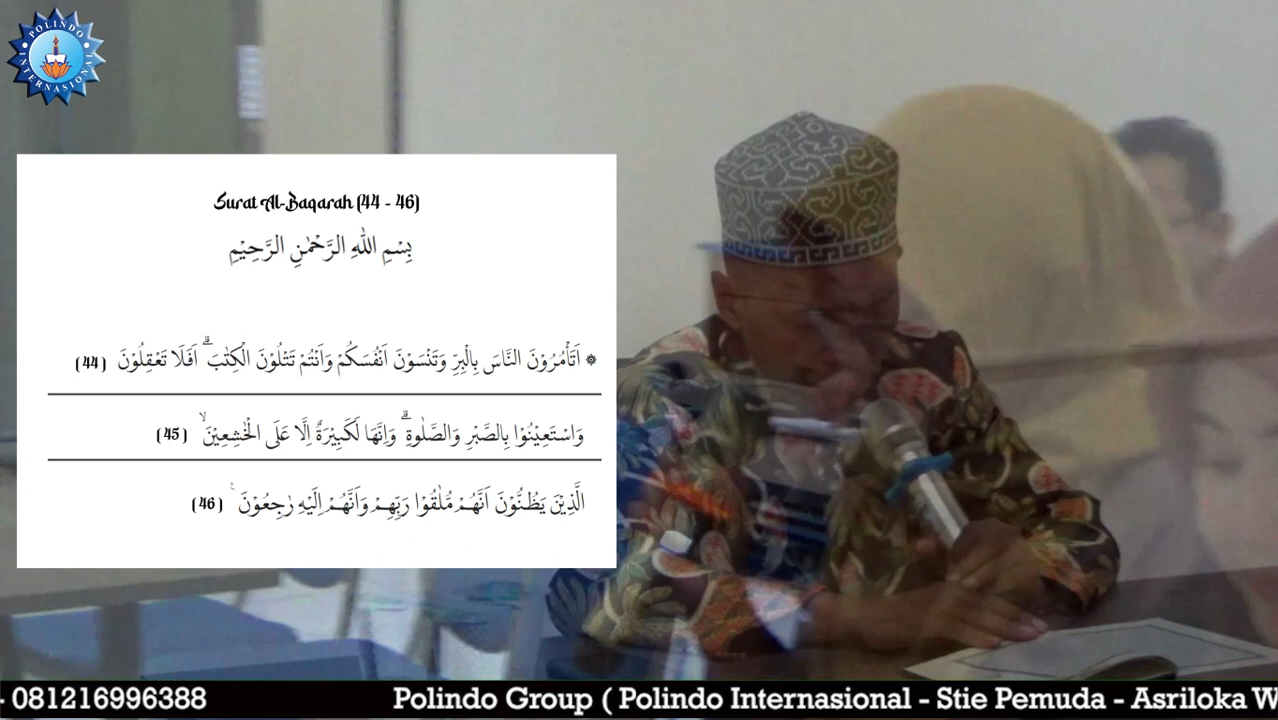 POLINDO
INTERNASIONAL
Surat Al-Baqarah (44 - 46)
بِسْمِ اللّٰهِ الرَّحْمٰنِ الرَّحِيْمِ
۞ اَتَأْمُرُوْنَ النَّاسَ بِالْبِرِّ وَتَنْسَوْنَ اَنْفُسَكُمْ وَاَنْتُمْ تَتْلُوْنَ الْكِتٰبَ ۗ اَفَلَا تَعْقِلُوْنَ (44)
وَاسْتَعِيْنُوْا بِالصَّبْرِ وَالصَّلٰوةِ ۗ وَاِنَّهَا لَكَبِيْرَةٌ اِلَّا عَلَى الْخٰشِعِيْنَ ۙ (45)
الَّذِيْنَ يَظُنُّوْنَ اَنَّهُمْ مُّلٰقُوْا رَبِّهِمْ وَاَنَّهُمْ اِلَيْهِ رٰجِعُوْنَ ࣖ (46)
- 081216996388 Polindo Group ( Polindo Internasional - Stie Pemuda - Asriloka W